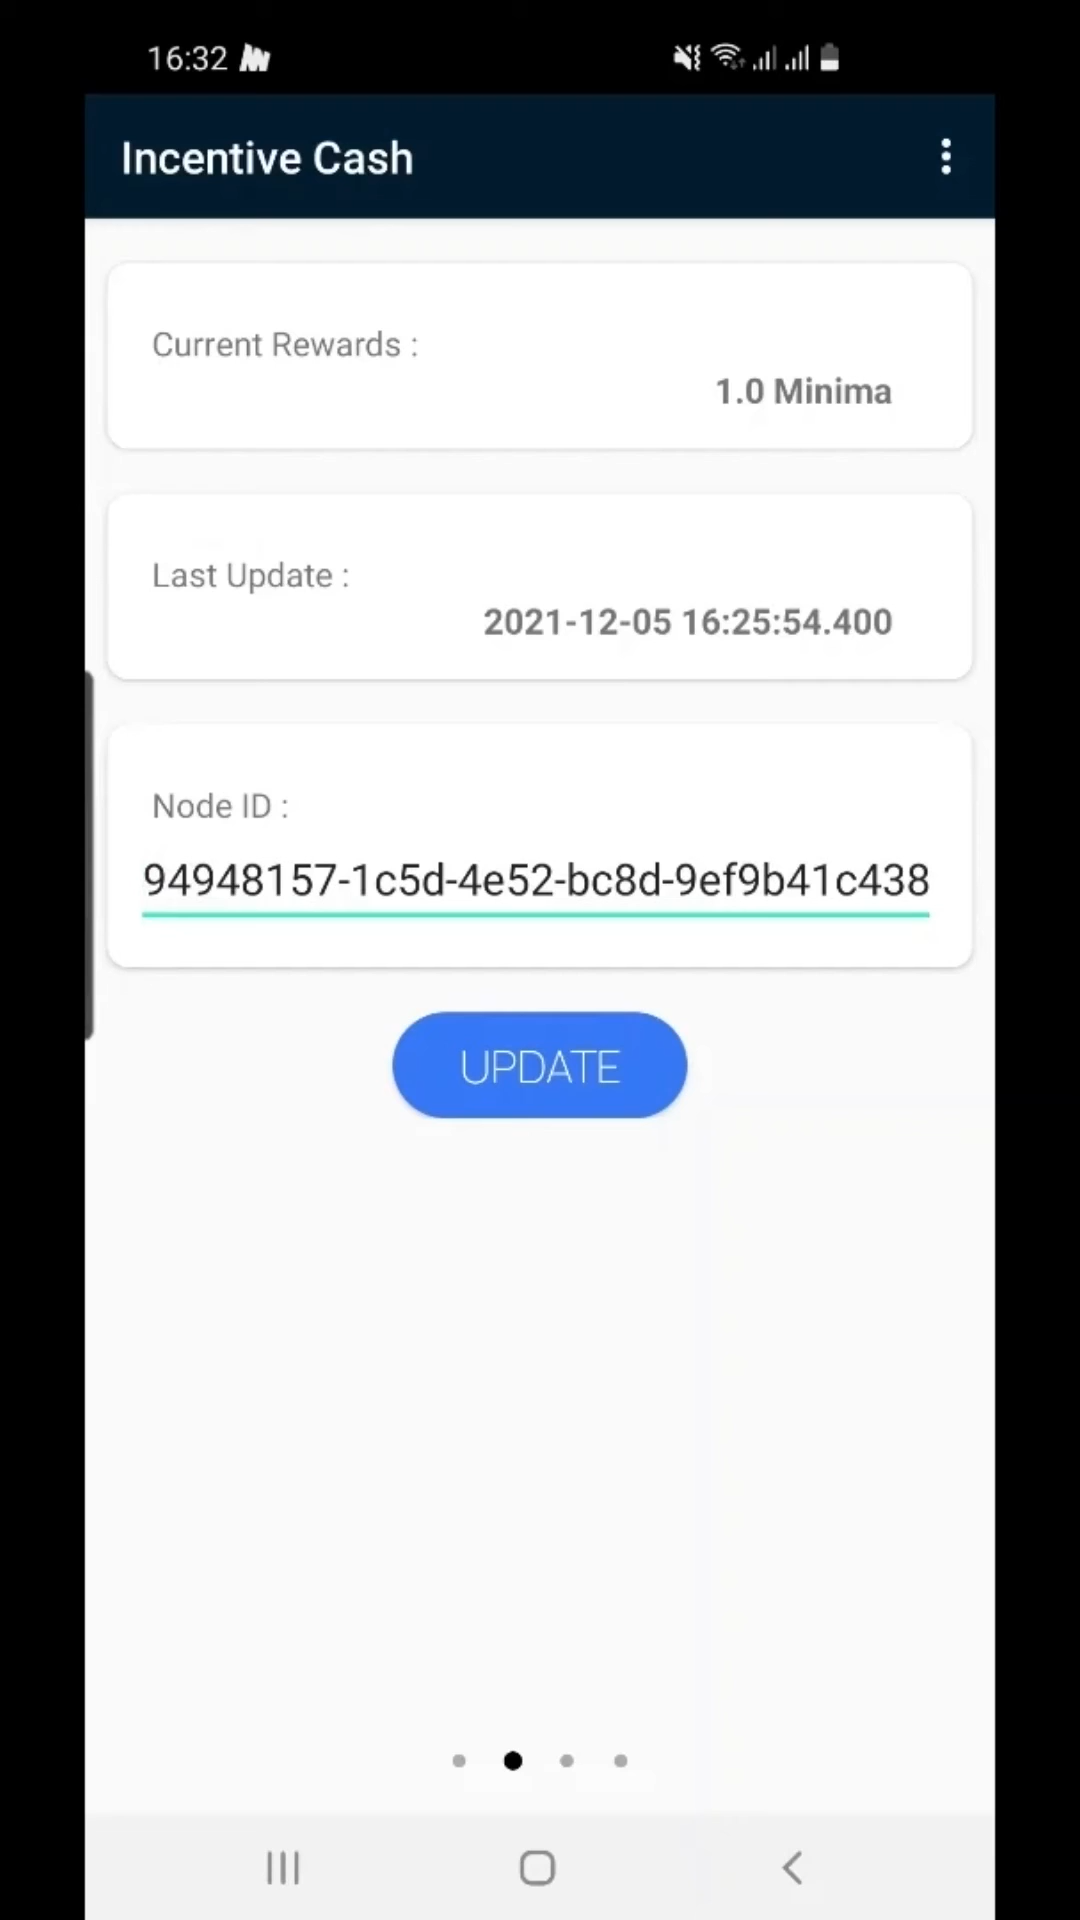 16:32
Incentive Cash
Current Rewards :
1.0 Minima
Last Update :
2021-12-05 16:25:54.400
Node ID :
94948157-1c5d-4e52-bc8d-9ef9b41c438
UPDATE